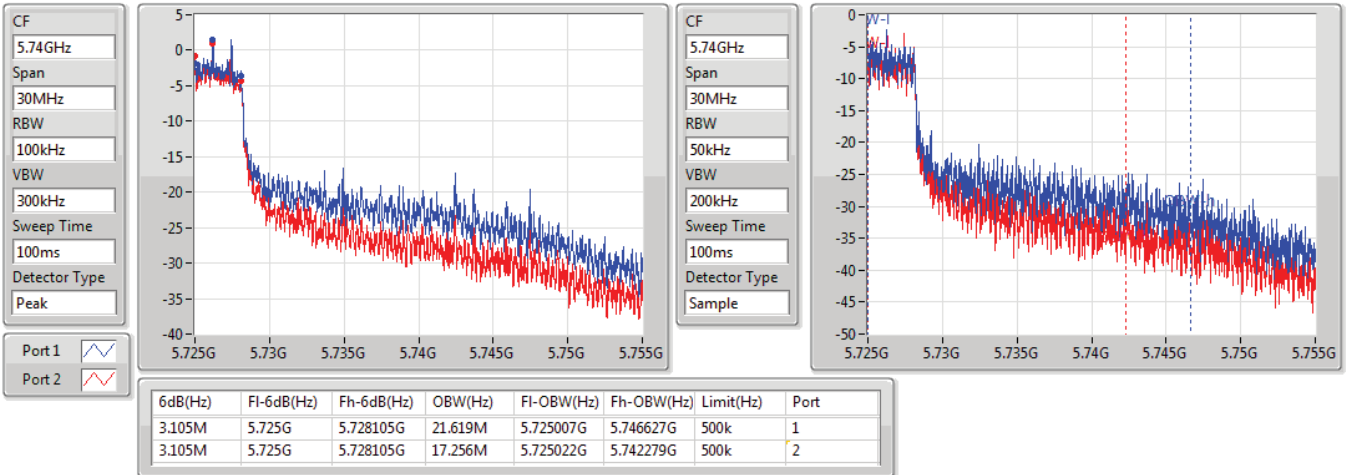 CF
5.74GHz
Span
30MHz
RBW
100kHz
VBW
300kHz
Sweep Time
100ms
Detector Type
Peak
Port 1
Port 2
5
0
-5
-10
-15
-20
-25
-30
-35
-40
5.725G 5.73G 5.735G 5.74G 5.745G 5.75G 5.755G
CF
5.74GHz
Span
30MHz
RBW
50kHz
VBW
200kHz
Sweep Time
100ms
Detector Type
Sample
0
-5
-10
-15
-20
-25
-30
-35
-40
-45
-50
5.725G 5.73G 5.735G 5.74G 5.745G 5.75G 5.755G
6dB(Hz) Fl-6dB(Hz) Fh-6dB(Hz) OBW(Hz) Fl-OBW(Hz) Fh-OBW(Hz) Limit(Hz) Port
3.105M 5.725G 5.728105G 21.619M 5.725007G 5.746627G 500k 1
3.105M 5.725G 5.728105G 17.256M 5.725022G 5.742279G 500k 2